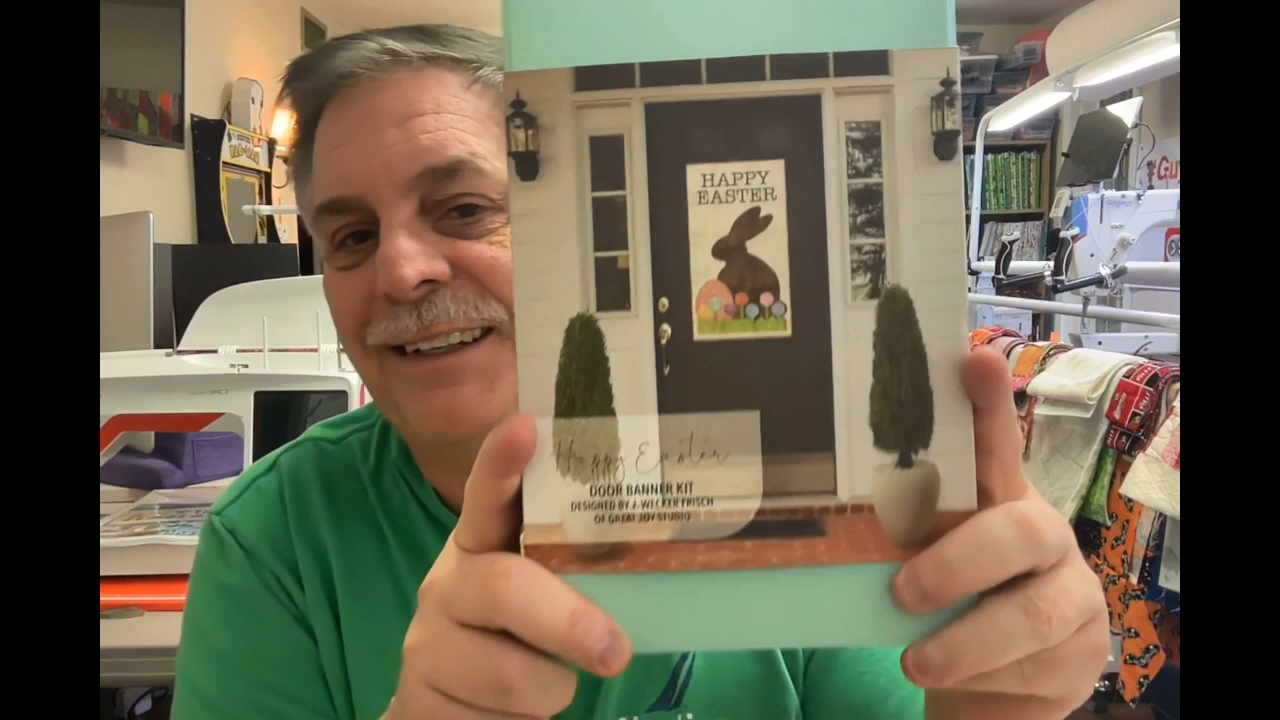 HAPPY
EASTER
Happy Easter
DOOR BANNER KIT
DESIGNED BY J. WECKER FRISCH
OF GREAT JOY STUDIO